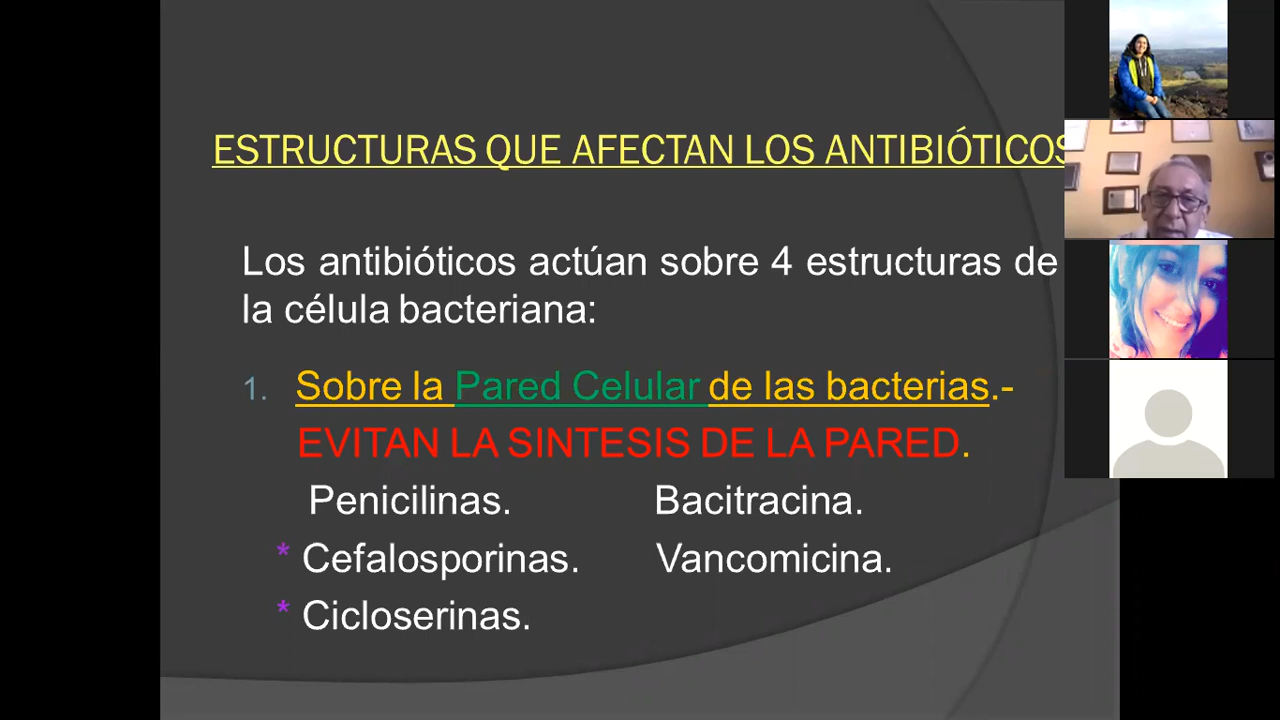 ESTRUCTURAS QUE AFECTAN LOS ANTIBIÓTICOS
Los antibióticos actúan sobre 4 estructuras de
la célula bacteriana:
1. Sobre la Pared Celular de las bacterias.-
EVITAN LA SINTESIS DE LA PARED.
Penicilinas. Bacitracina.
* Cefalosporinas. Vancomicina.
* Cicloserinas.